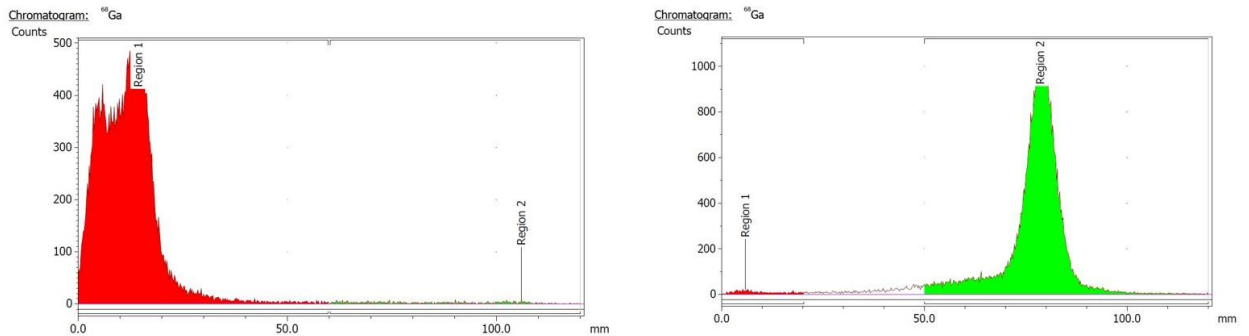 Chromatogram: ⁶⁸Ga
Counts
500
400
300
200
100
0
Region 1
Region 2
0.0 50.0 100.0 mm
Chromatogram: ⁶⁸Ga
Counts
1000
800
600
400
200
0
Region 1
Region 2
0.0 50.0 100.0 mm